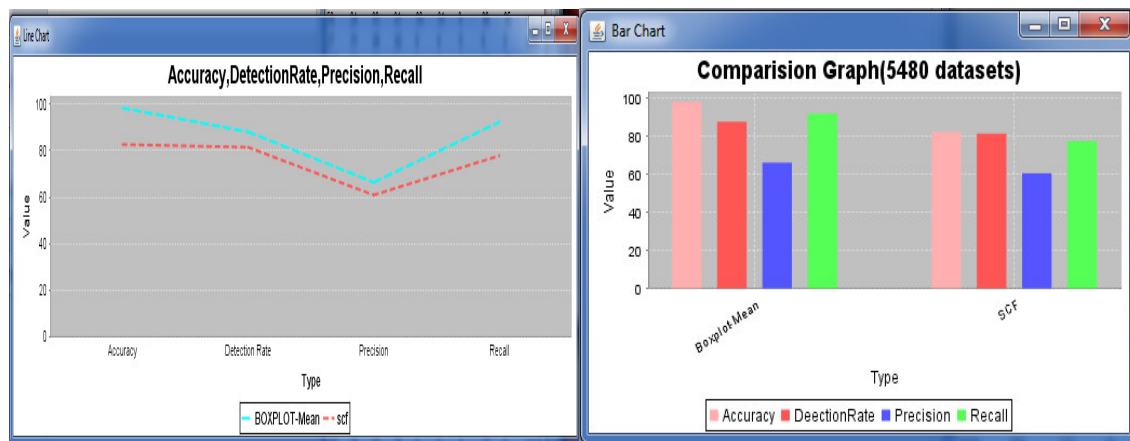 Line Chart
Accuracy,DetectionRate,Precision,Recall
100
80
60
40
20
0
Value
Accuracy Detection Rate Precision Recall
Type
BOXPLOT-Mean scf
Bar Chart
Comparision Graph(5480 datasets)
100
80
60
40
20
0
Value
Boxplot-Mean SCF
Type
Accuracy DeectionRate Precision Recall